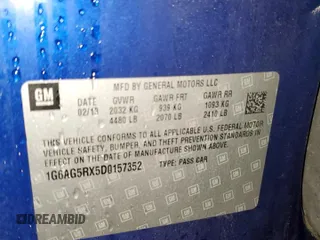 GM
MFD BY GENERAL MOTORS LLC
02/13 GVWR GAWR FRT GAWR RR
2032 KG 939 KG 1093 KG
4480 LB 2070 LB 2410 LB
THIS VEHICLE CONFORMS TO ALL APPLICABLE U.S. FEDERAL MOTOR
VEHICLE SAFETY, BUMPER, AND THEFT PREVENTION STANDARDS IN
EFFECT ON THE DATE OF MANUFACTURE SHOWN ABOVE.
1G6AG5RX5D0157352 TYPE: PASS CAR
© DREAMBID